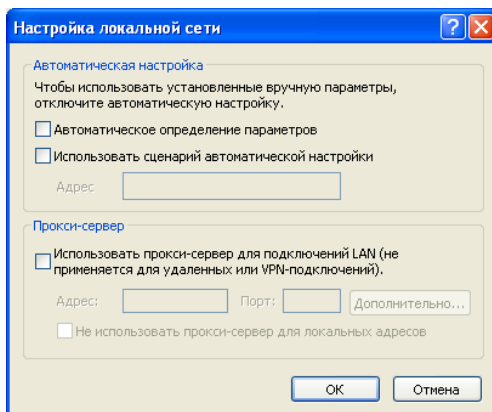 Настройка локальной сети
Автоматическая настройка
Чтобы использовать установленные вручную параметры,
отключите автоматическую настройку.
Автоматическое определение параметров
Использовать сценарий автоматической настройки
Адрес
Прокси-сервер
Использовать прокси-сервер для подключений LAN (не
применяется для удаленных или VPN-подключений).
Адрес: Порт: Дополнительно...
Не использовать прокси-сервер для локальных адресов
ОК Отмена